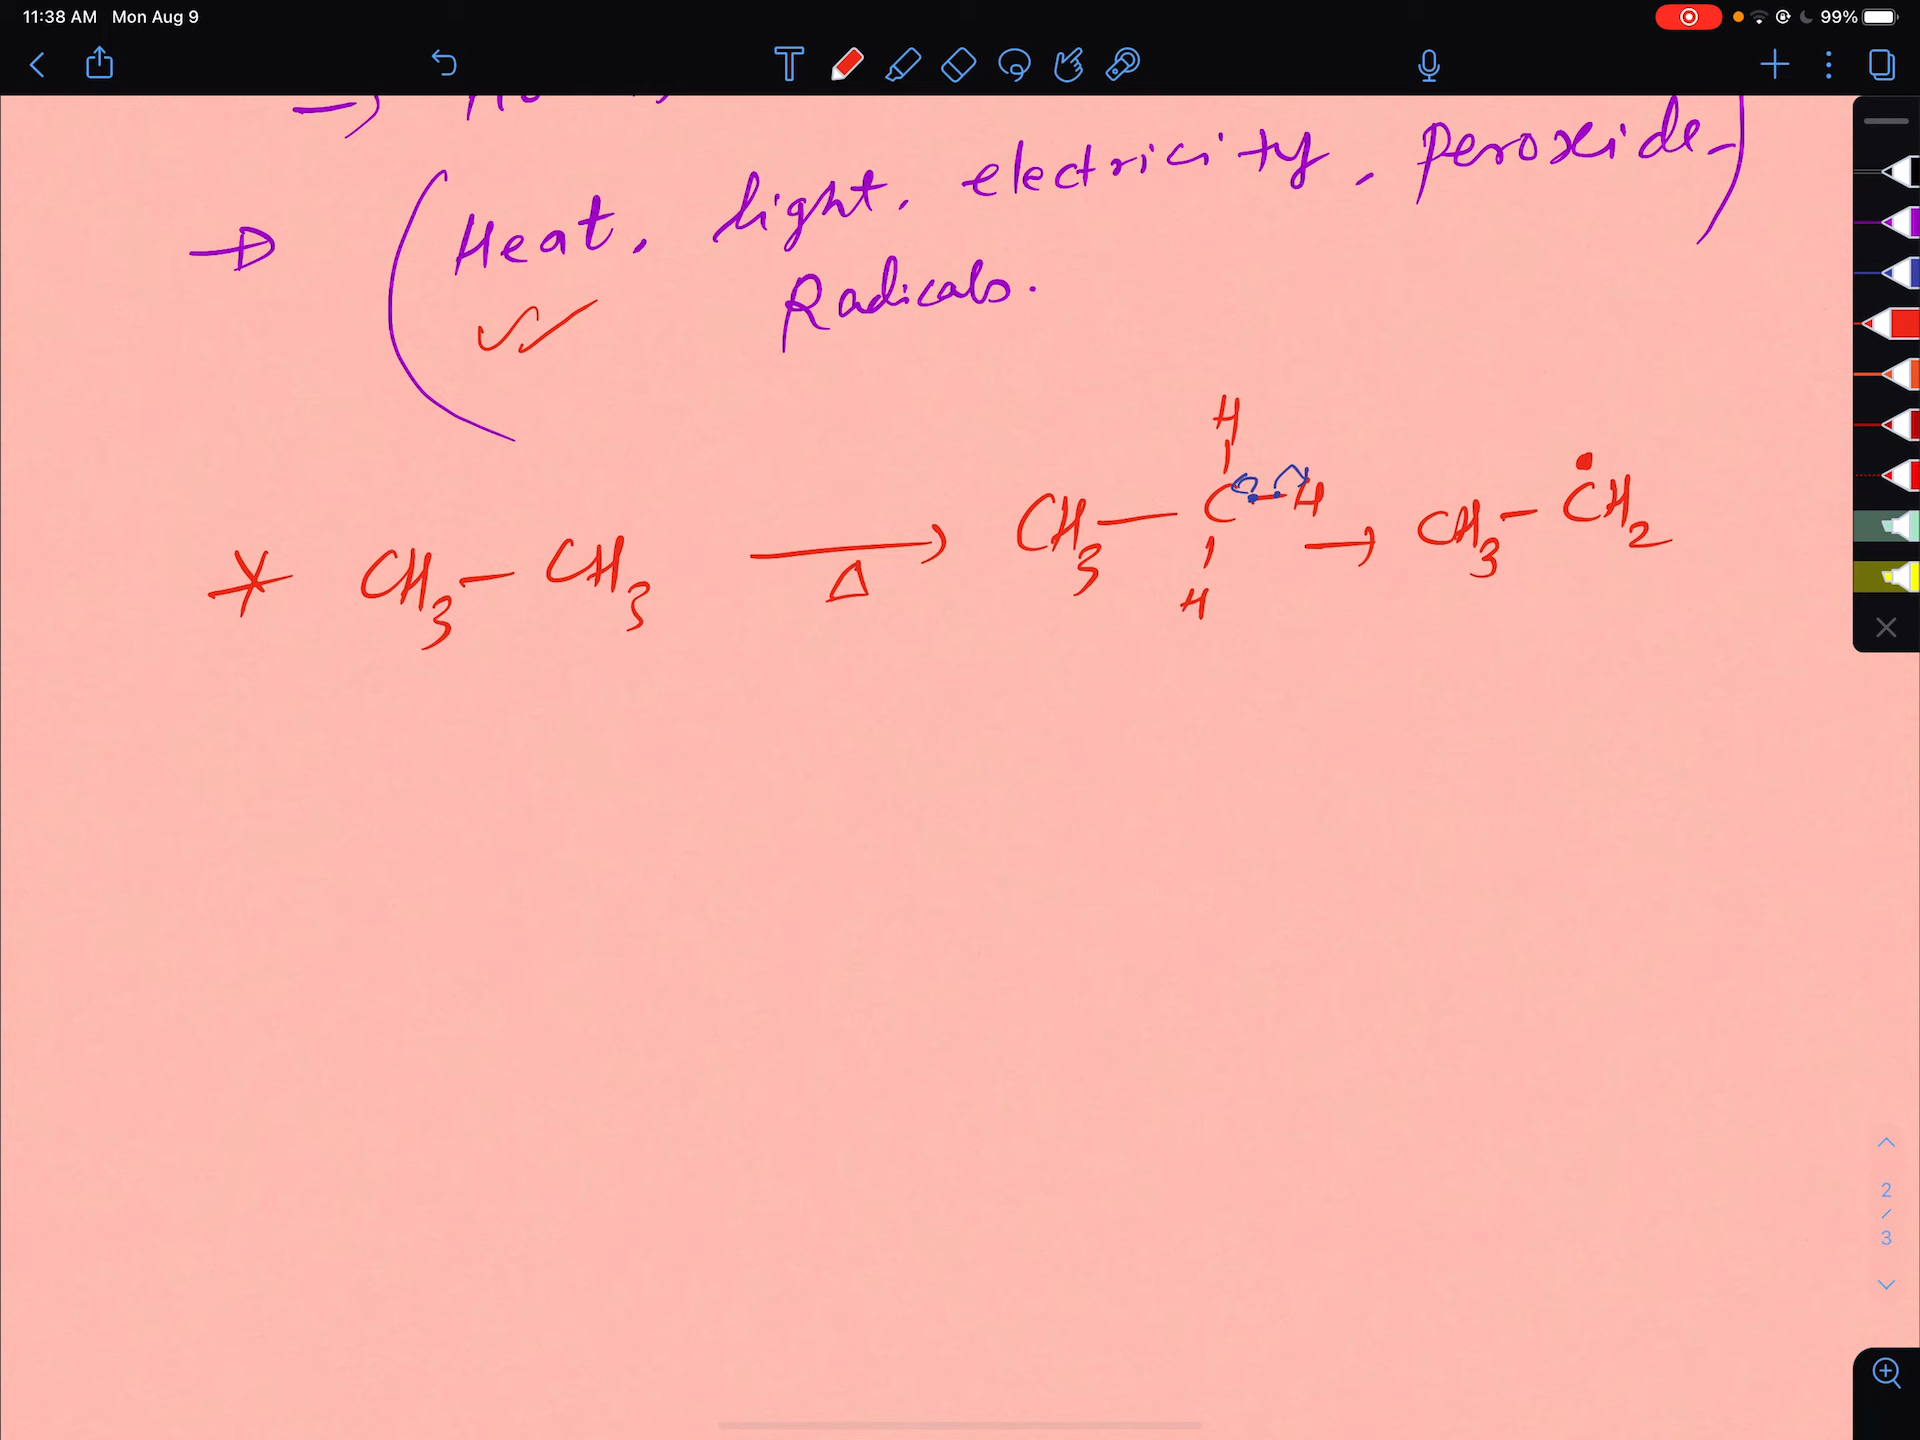 11:38 AM Mon Aug 9
99%
→ (Heat, light, electricity, peroxide)
Radicals.
H
* CH₃—CH₃ →Δ CH₃—C—H → CH₃—ĊH₂
H
2
/
3